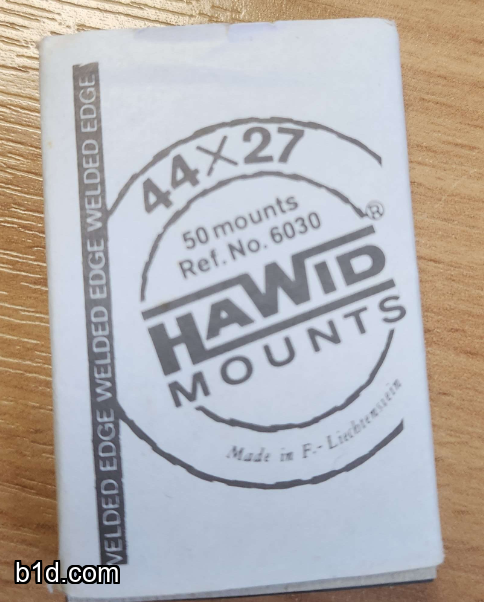 WELDED EDGE WELDED EDGE WELDED EDGE
44×27
50 mounts
Ref. No. 6030
HAWID®
MOUNTS
Made in F.-Liechtenstein
b1d.com